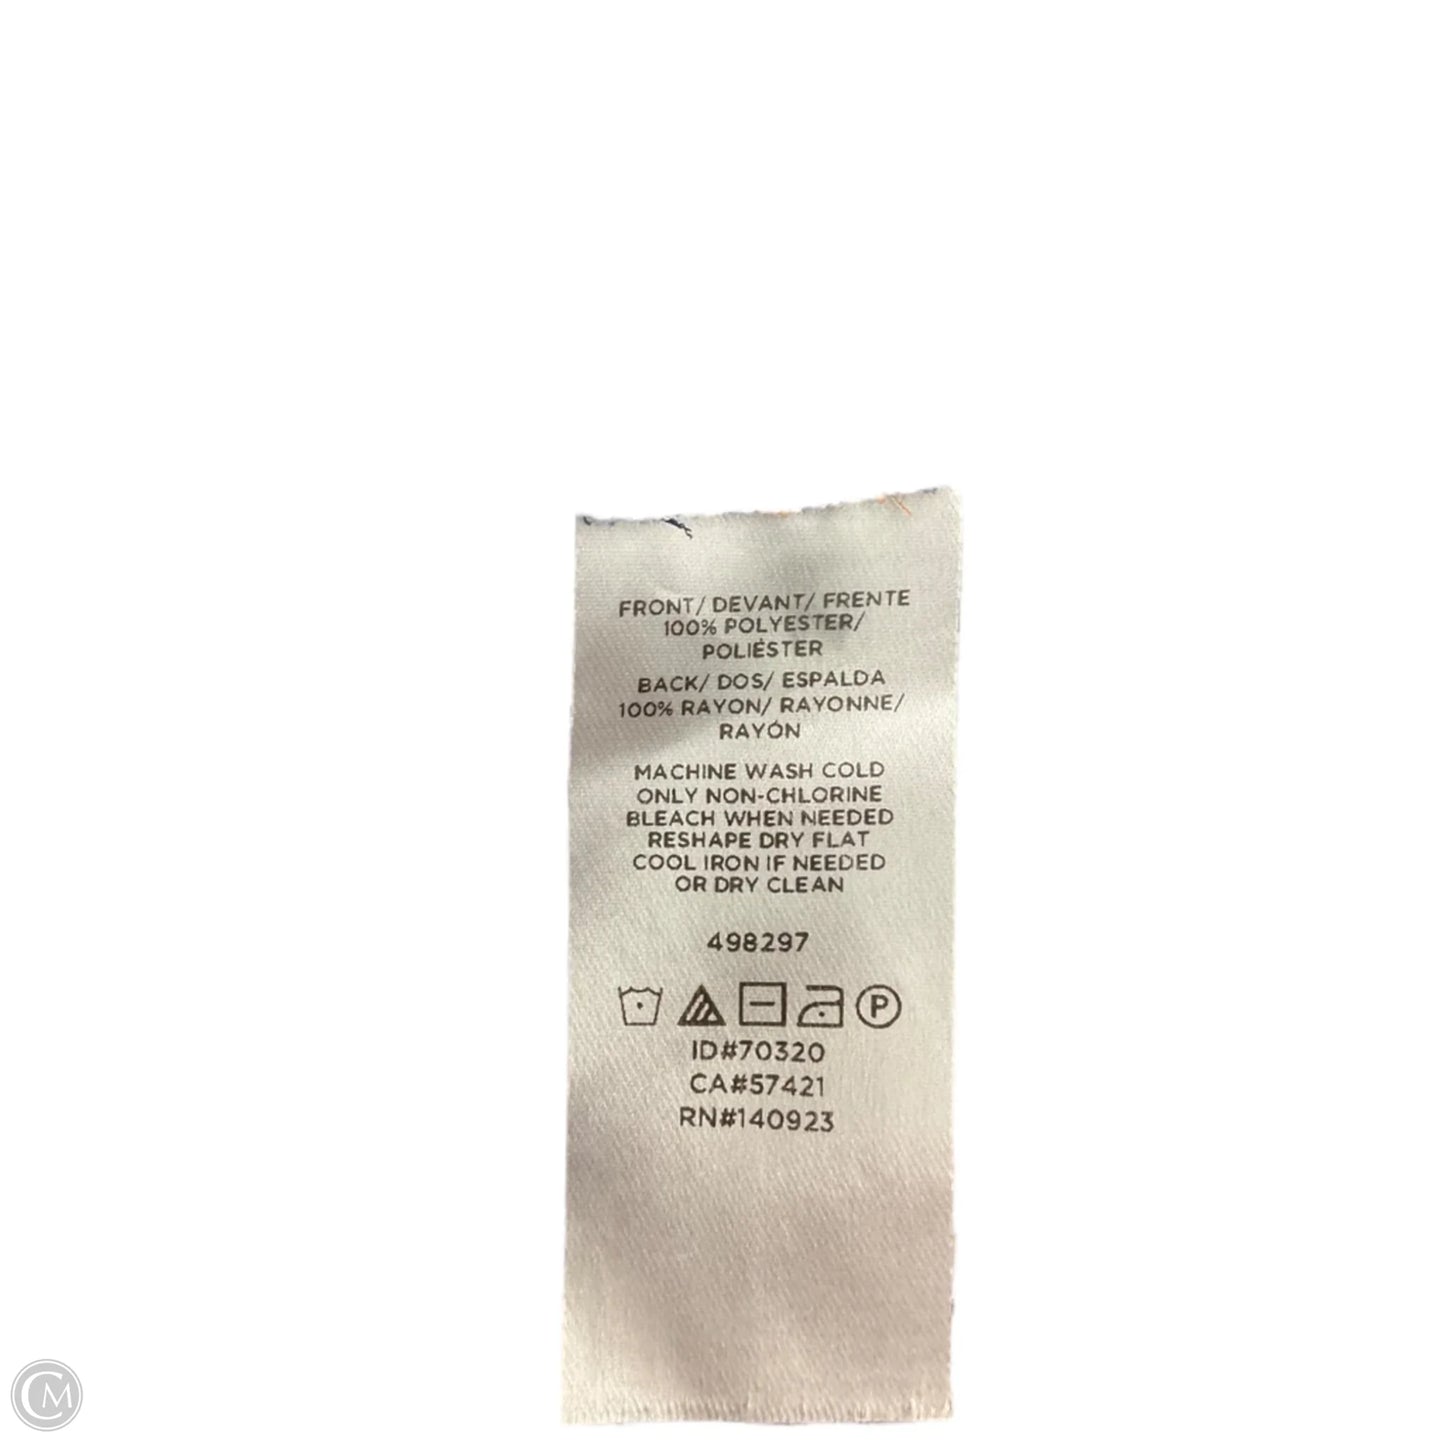 FRONT/ DEVANT/ FRENTE
100% POLYESTER/
POLIÉSTER
BACK/ DOS/ ESPALDA
100% RAYON/ RAYONNE/
RAYÓN
MACHINE WASH COLD
ONLY NON-CHLORINE
BLEACH WHEN NEEDED
RESHAPE DRY FLAT
COOL IRON IF NEEDED
OR DRY CLEAN
498297
P
ID#70320
CA#57421
RN#140923
CM